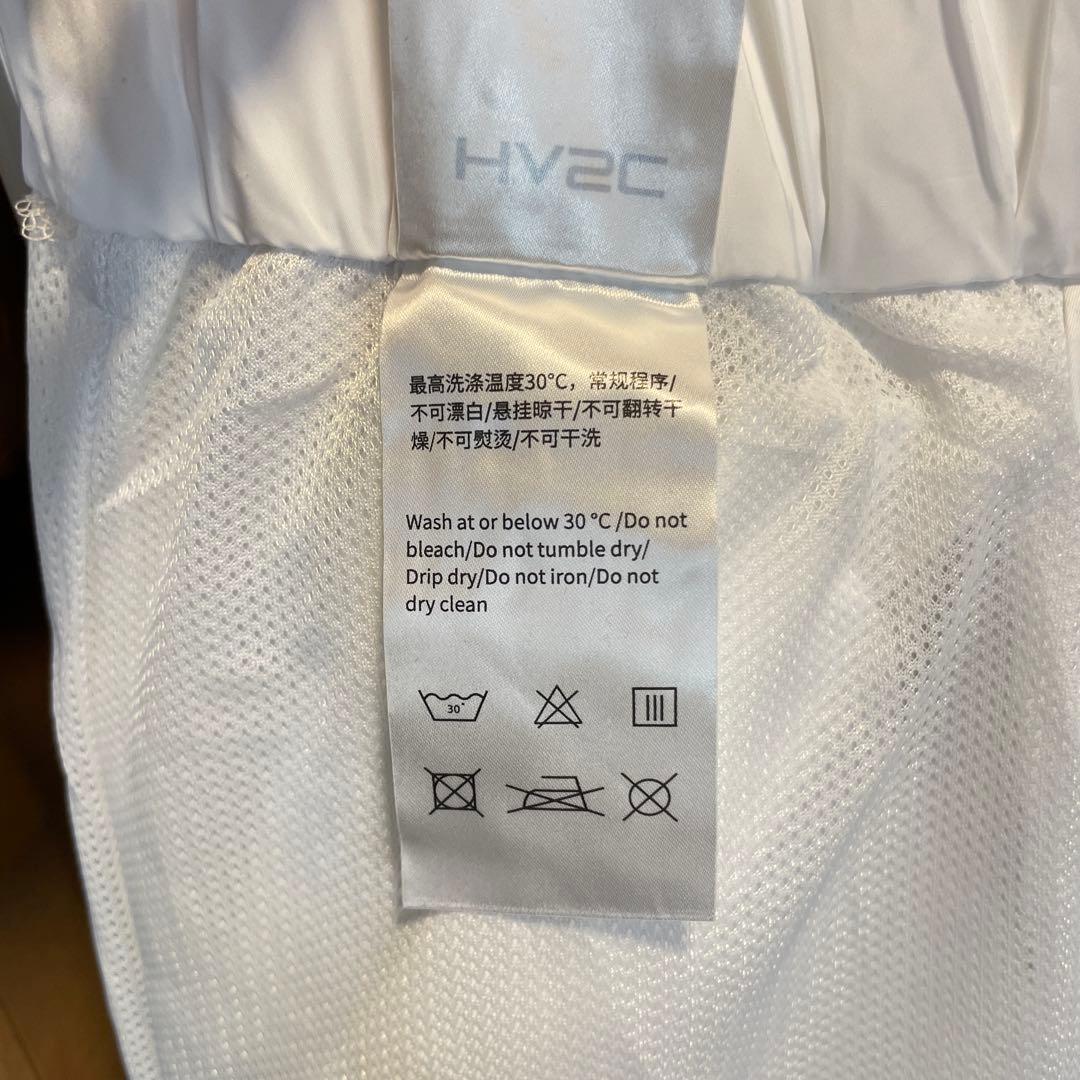 HV2C
最高洗涤温度30°C，常规程序/
不可漂白/悬挂晾干/不可翻转干
燥/不可熨烫/不可干洗
Wash at or below 30 °C /Do not
bleach/Do not tumble dry/
Drip dry/Do not iron/Do not
dry clean
30°